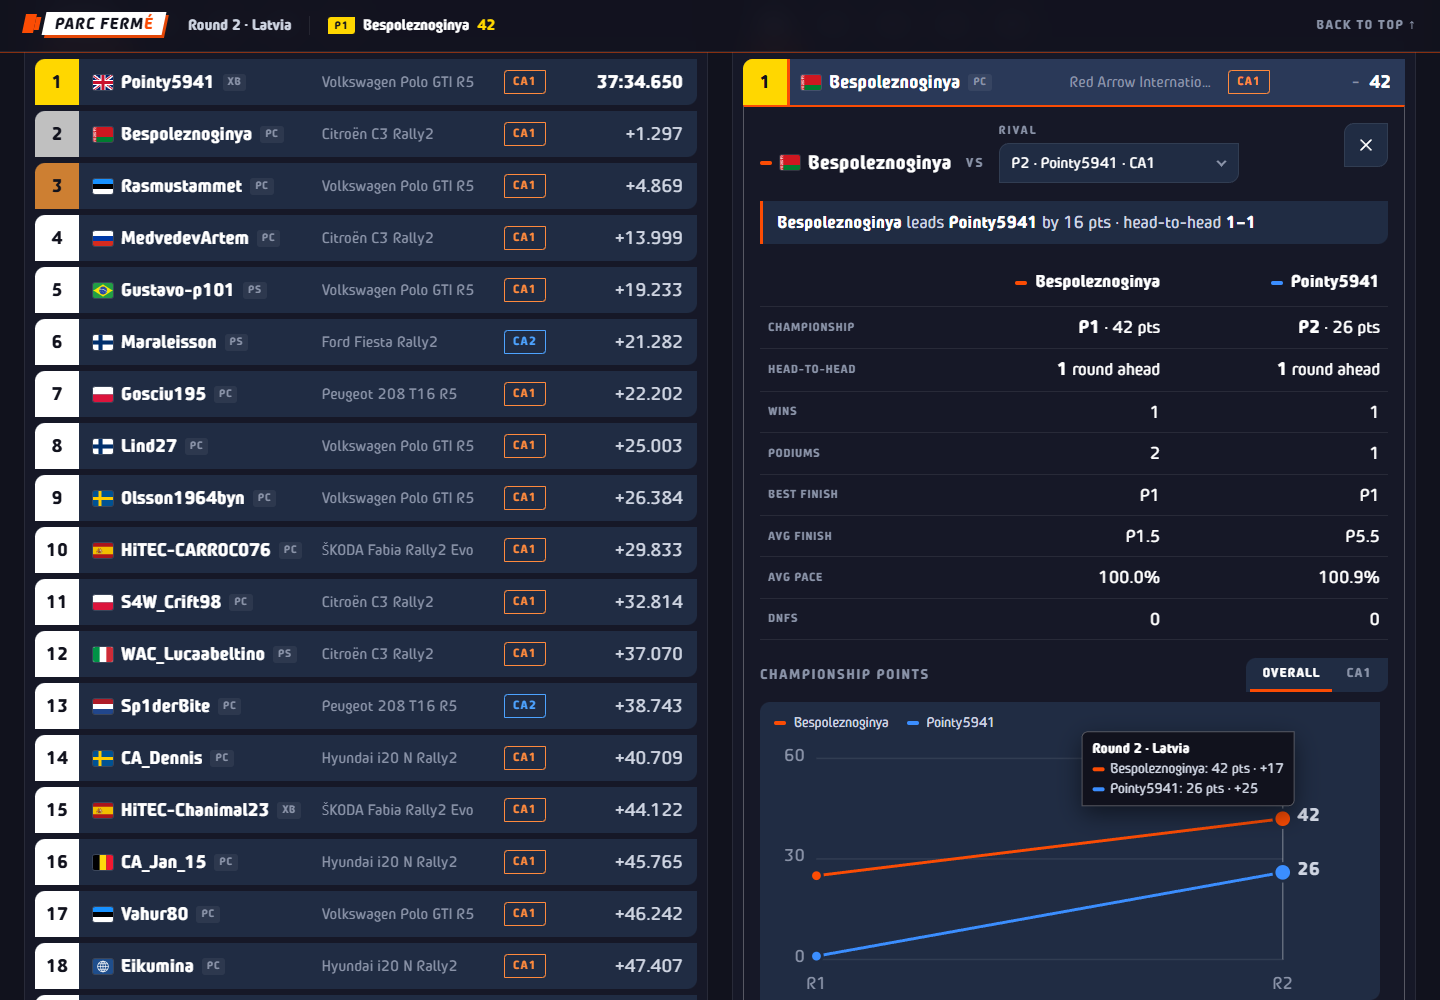 PARC FERMÉ
Round 2 · Latvia
P1 Bespoleznoginya 42
BACK TO TOP ↑
1 Pointy5941 XB Volkswagen Polo GTI R5 CA1 37:34.650
2 Bespoleznoginya PC Citroën C3 Rally2 CA1 +1.297
3 Rasmustammet PC Volkswagen Polo GTI R5 CA1 +4.869
4 MedvedevArtem PC Citroën C3 Rally2 CA1 +13.999
5 Gustavo-p101 PS Volkswagen Polo GTI R5 CA1 +19.233
6 Maraleisson PS Ford Fiesta Rally2 CA2 +21.282
7 Gosciu195 PC Peugeot 208 T16 R5 CA1 +22.202
8 Lind27 PC Volkswagen Polo GTI R5 CA1 +25.003
9 Olsson1964byn PC Volkswagen Polo GTI R5 CA1 +26.384
10 HiTEC-CARROCO76 PC ŠKODA Fabia Rally2 Evo CA1 +29.833
11 S4W_Crift98 PC Citroën C3 Rally2 CA1 +32.814
12 WAC_Lucaabeltino PS Citroën C3 Rally2 CA1 +37.070
13 Sp1derBite PC Peugeot 208 T16 R5 CA2 +38.743
14 CA_Dennis PC Hyundai i20 N Rally2 CA1 +40.709
15 HiTEC-Chanimal23 XB ŠKODA Fabia Rally2 Evo CA1 +44.122
16 CA_Jan_15 PC Hyundai i20 N Rally2 CA1 +45.765
17 Vahur80 PC Volkswagen Polo GTI R5 CA1 +46.242
18 Eikumina PC Hyundai i20 N Rally2 CA1 +47.407
1 Bespoleznoginya PC Red Arrow Internatio... CA1 – 42
RIVAL
Bespoleznoginya VS P2 · Pointy5941 · CA1
Bespoleznoginya leads Pointy5941 by 16 pts · head-to-head 1–1
Bespoleznoginya Pointy5941
CHAMPIONSHIP P1 · 42 pts P2 · 26 pts
HEAD-TO-HEAD 1 round ahead 1 round ahead
WINS 1 1
PODIUMS 2 1
BEST FINISH P1 P1
AVG FINISH P1.5 P5.5
AVG PACE 100.0% 100.9%
DNFS 0 0
CHAMPIONSHIP POINTS
OVERALL CA1
Bespoleznoginya Pointy5941
Round 2 · Latvia
Bespoleznoginya: 42 pts · +17
Pointy5941: 26 pts · +25
60
42
30
26
0
R1 R2